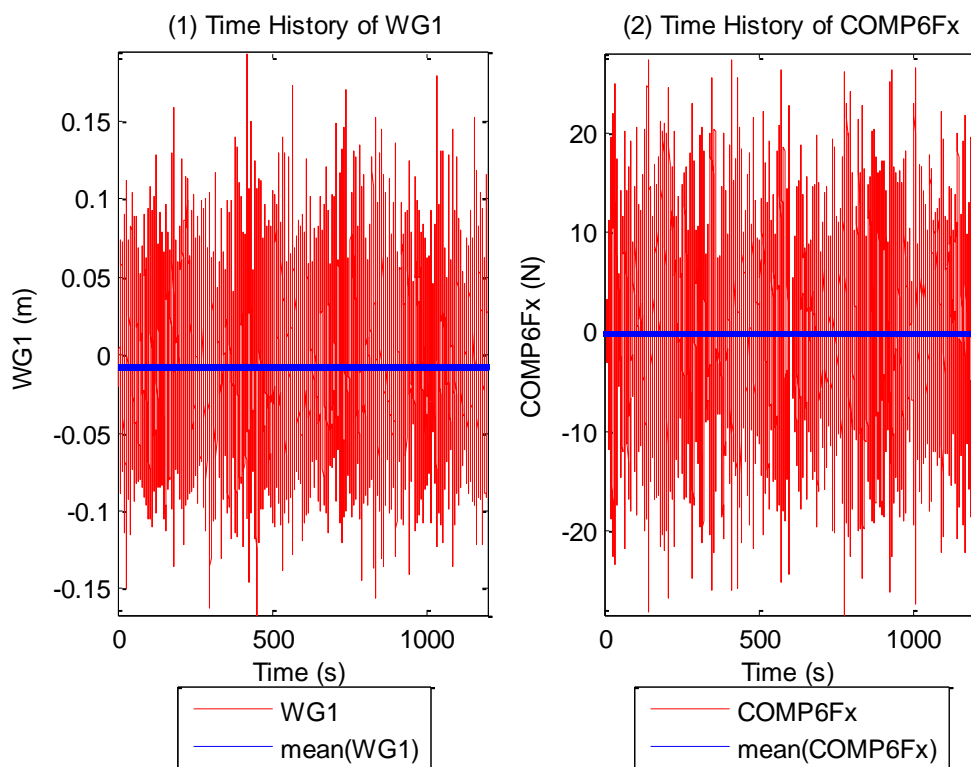 (1) Time History of WG1
0.15
0.1
0.05
0
-0.05
-0.1
-0.15
WG1 (m)
0 500 1000
Time (s)
WG1
mean(WG1)
(2) Time History of COMP6Fx
20
10
0
-10
-20
COMP6Fx (N)
0 500 1000
Time (s)
COMP6Fx
mean(COMP6Fx)